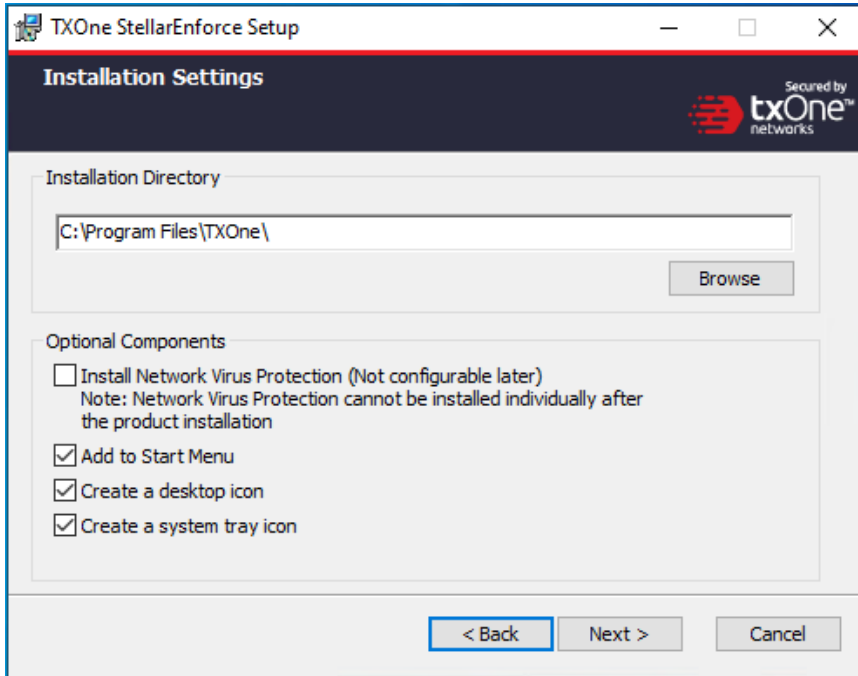 TXOne StellarEnforce Setup
Installation Settings
Secured by
txOne™
networks
Installation Directory
C:\Program Files\TXOne\
Browse
Optional Components
Install Network Virus Protection (Not configurable later)
Note: Network Virus Protection cannot be installed individually after
the product installation
Add to Start Menu
Create a desktop icon
Create a system tray icon
< Back
Next >
Cancel